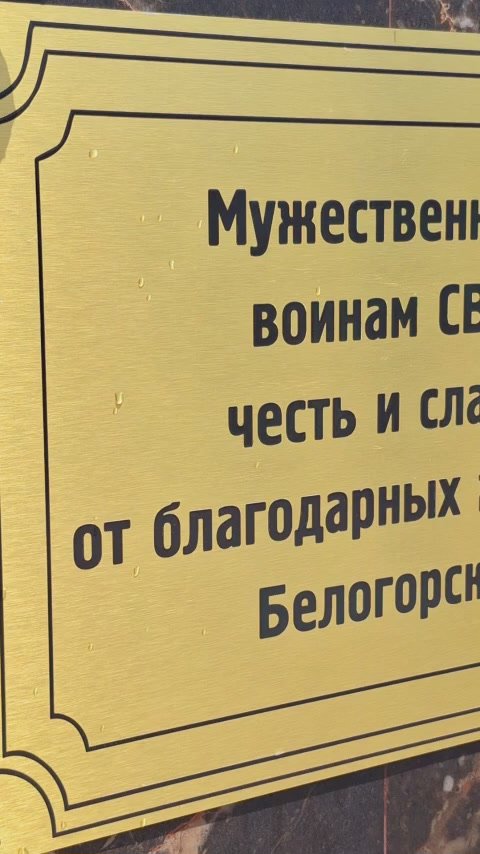 Мужественн
воинам СВ
честь и сла
от благодарных
Белогорск